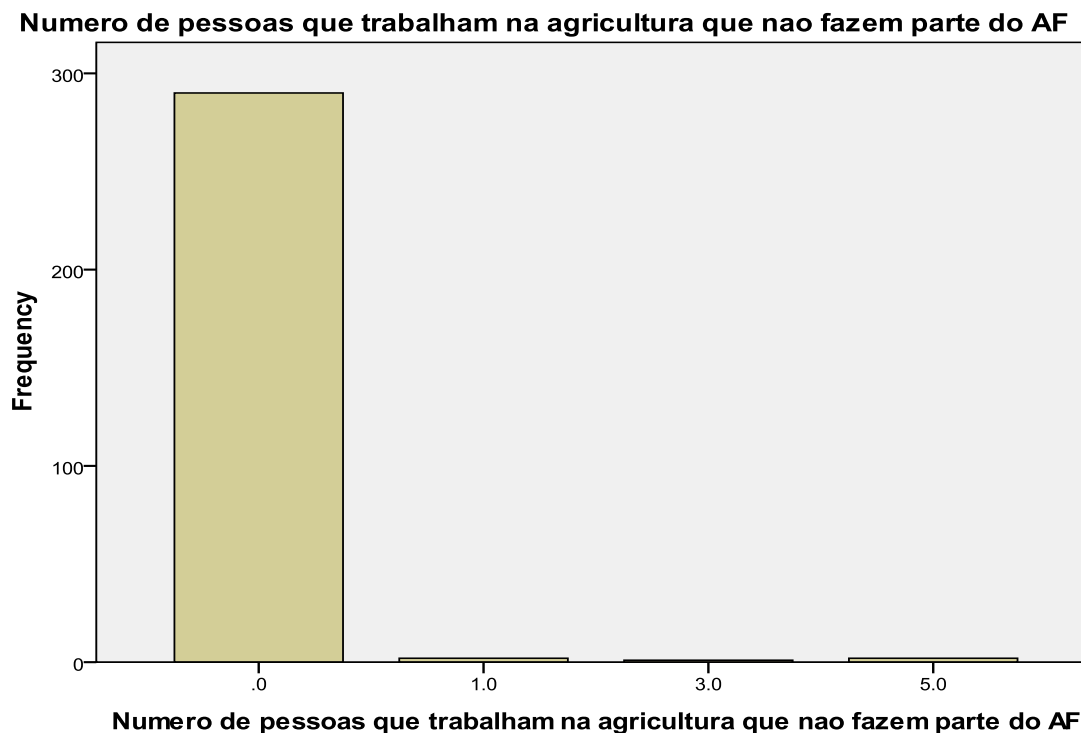 Numero de pessoas que trabalham na agricultura que nao fazem parte do AF
300
200
100
0
Frequency
.0
1.0
3.0
5.0
Numero de pessoas que trabalham na agricultura que nao fazem parte do AF